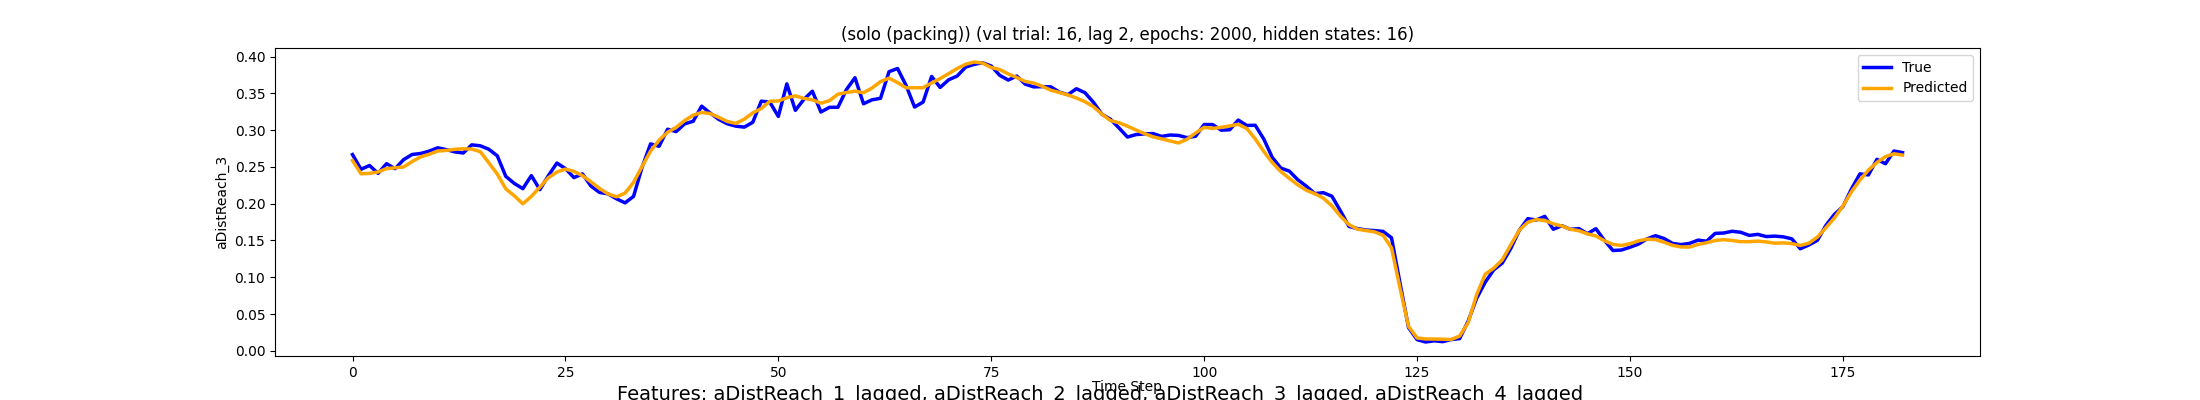 (solo (packing)) (val trial: 16, lag 2, epochs: 2000, hidden states: 16)
0.40
0.35
0.30
0.25
0.20
0.15
0.10
0.05
0.00
aDistReach_3
True
Predicted
0 25 50 75 100 125 150 175
Time Step
Features: aDistReach_1_lagged, aDistReach_2_lagged, aDistReach_3_lagged, aDistReach_4_lagged